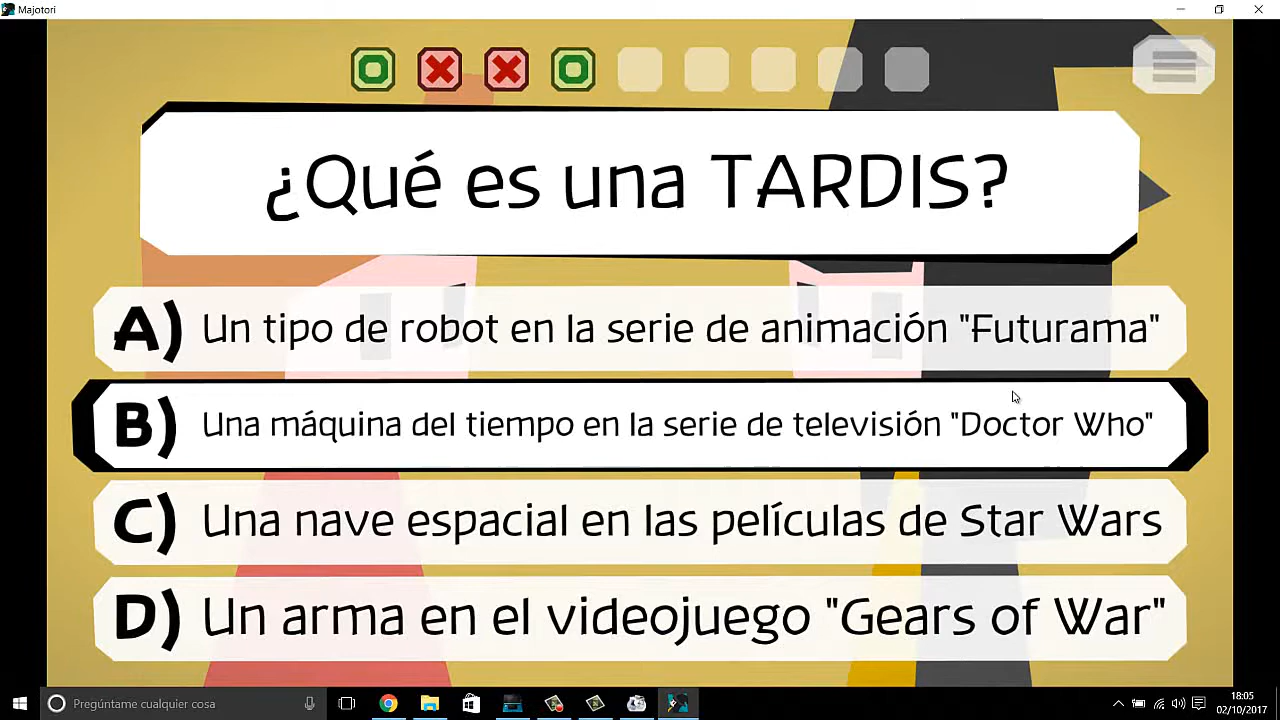 Majotori
¿Qué es una TARDIS?
A) Un tipo de robot en la serie de animación "Futurama"
B) Una máquina del tiempo en la serie de televisión "Doctor Who"
C) Una nave espacial en las películas de Star Wars
D) Un arma en el videojuego "Gears of War"
Pregúntame cualquier cosa
18:05
02/10/2017